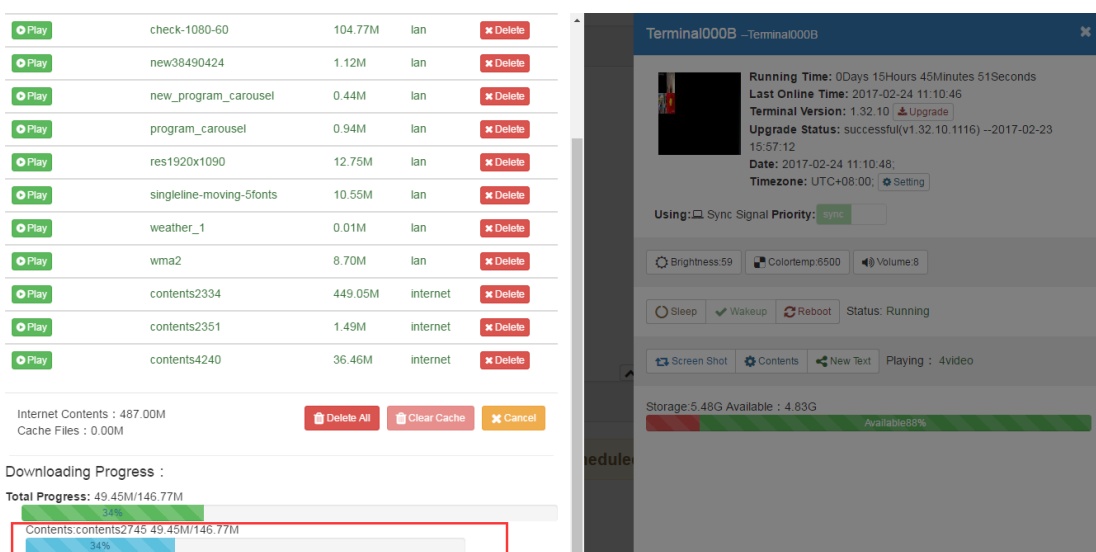 Play check-1080-60 104.77M lan Delete
Play new38490424 1.12M lan Delete
Play new_program_carousel 0.44M lan Delete
Play program_carousel 0.94M lan Delete
Play res1920x1090 12.75M lan Delete
Play singleline-moving-5fonts 10.55M lan Delete
Play weather_1 0.01M lan Delete
Play wma2 8.70M lan Delete
Play contents2334 449.05M internet Delete
Play contents2351 1.49M internet Delete
Play contents4240 36.46M internet Delete
Internet Contents : 487.00M
Cache Files : 0.00M
Delete All Clear Cache Cancel
Downloading Progress :
Total Progress: 49.45M/146.77M
34%
Contents:contents2745 49.45M/146.77M
34%
Terminal000B --Terminal000B
Running Time: 0Days 15Hours 45Minutes 51Seconds
Last Online Time: 2017-02-24 11:10:46
Terminal Version: 1.32.10 Upgrade
Upgrade Status: successful(v1.32.10.1116) --2017-02-23
15:57:12
Date: 2017-02-24 11:10:48;
Timezone: UTC+08:00; Setting
Using: Sync Signal Priority: sync
Brightness:59 Colortemp:6500 Volume:8
Sleep Wakeup Reboot Status: Running
Screen Shot Contents New Text Playing : 4video
Storage:5.48G Available : 4.83G
Available88%